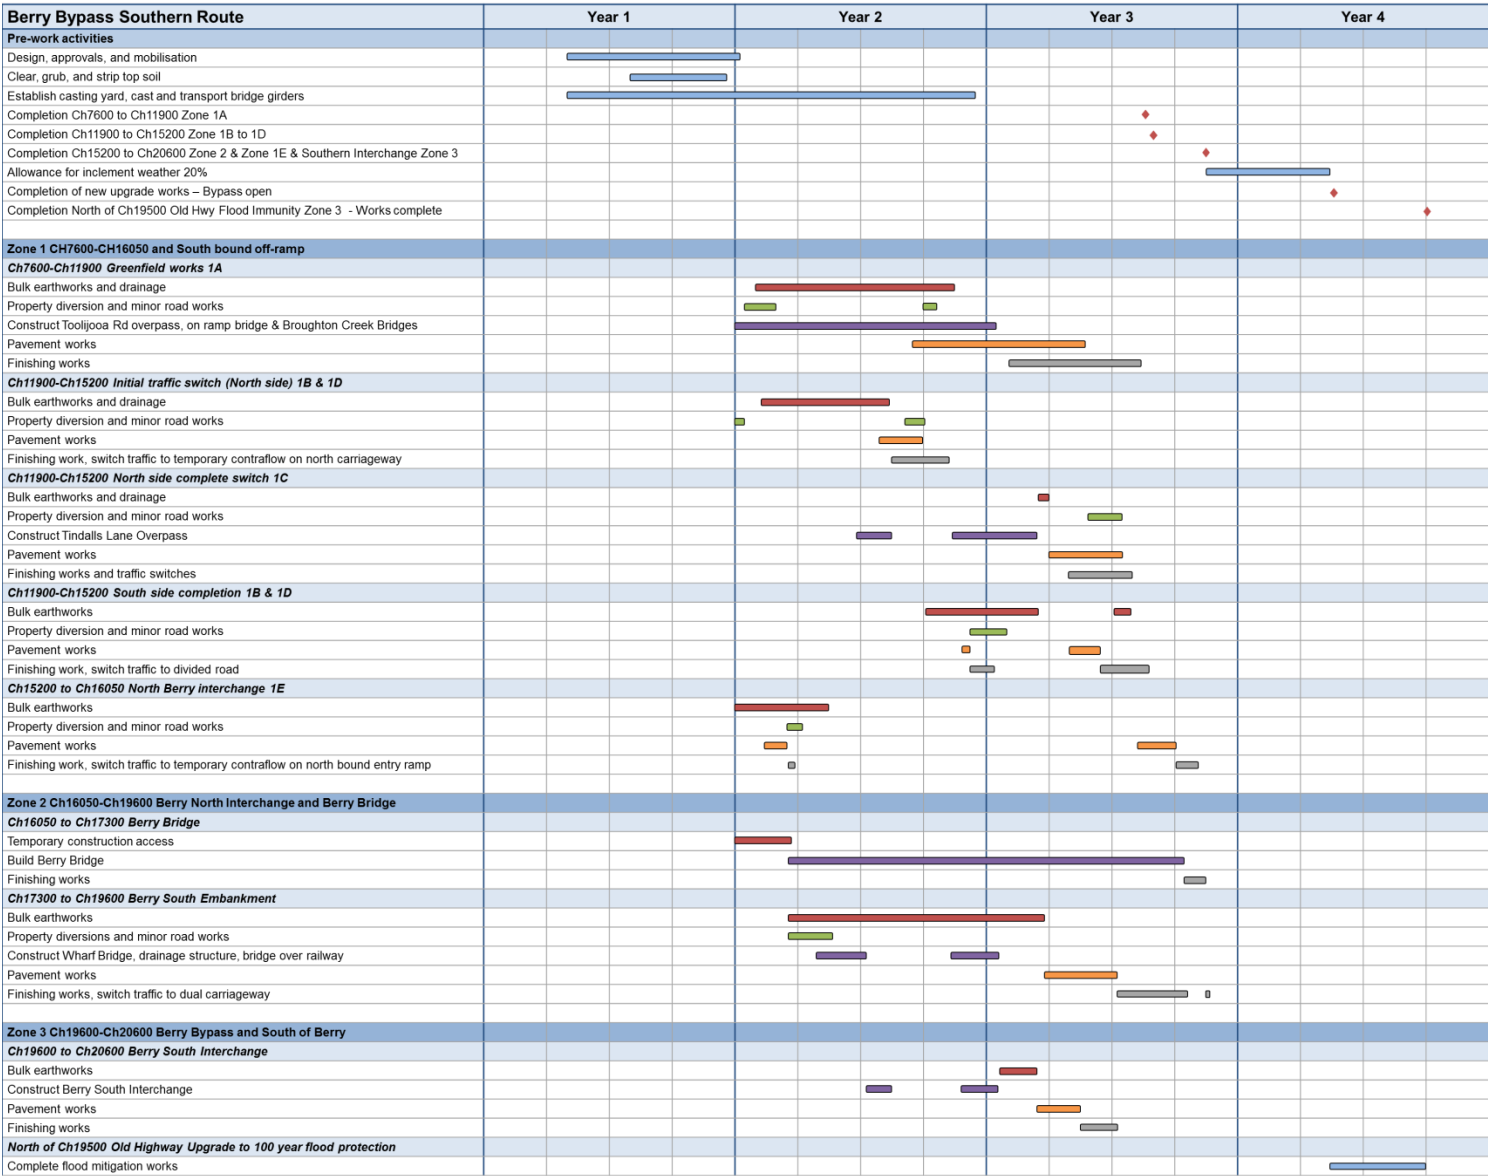 Berry Bypass Southern Route Year 1 Year 2 Year 3 Year 4
Pre-work activities
Design, approvals, and mobilisation
Clear, grub, and strip top soil
Establish casting yard, cast and transport bridge girders
Completion Ch7600 to Ch11900 Zone 1A
Completion Ch11900 to Ch15200 Zone 1B to 1D
Completion Ch15200 to Ch20600 Zone 2 & Zone 1E & Southern Interchange Zone 3
Allowance for inclement weather 20%
Completion of new upgrade works – Bypass open
Completion North of Ch19500 Old Hwy Flood Immunity Zone 3 - Works complete
Zone 1 CH7600-CH16050 and South bound off-ramp
Ch7600-Ch11900 Greenfield works 1A
Bulk earthworks and drainage
Property diversion and minor road works
Construct Toolijooa Rd overpass, on ramp bridge & Broughton Creek Bridges
Pavement works
Finishing works
Ch11900-Ch15200 Initial traffic switch (North side) 1B & 1D
Bulk earthworks and drainage
Property diversion and minor road works
Pavement works
Finishing work, switch traffic to temporary contraflow on north carriageway
Ch11900-Ch15200 North side complete switch 1C
Bulk earthworks and drainage
Property diversion and minor road works
Construct Tindalls Lane Overpass
Pavement works
Finishing works and traffic switches
Ch11900-Ch15200 South side completion 1B & 1D
Bulk earthworks
Property diversion and minor road works
Pavement works
Finishing work, switch traffic to divided road
Ch15200 to Ch16050 North Berry interchange 1E
Bulk earthworks
Property diversion and minor road works
Pavement works
Finishing work, switch traffic to temporary contraflow on north bound entry ramp
Zone 2 Ch16050-Ch19600 Berry North Interchange and Berry Bridge
Ch16050 to Ch17300 Berry Bridge
Temporary construction access
Build Berry Bridge
Finishing works
Ch17300 to Ch19600 Berry South Embankment
Bulk earthworks
Property diversions and minor road works
Construct Wharf Bridge, drainage structure, bridge over railway
Pavement works
Finishing works, switch traffic to dual carriageway
Zone 3 Ch19600-Ch20600 Berry Bypass and South of Berry
Ch19600 to Ch20600 Berry South Interchange
Bulk earthworks
Construct Berry South Interchange
Pavement works
Finishing works
North of Ch19500 Old Highway Upgrade to 100 year flood protection
Complete flood mitigation works